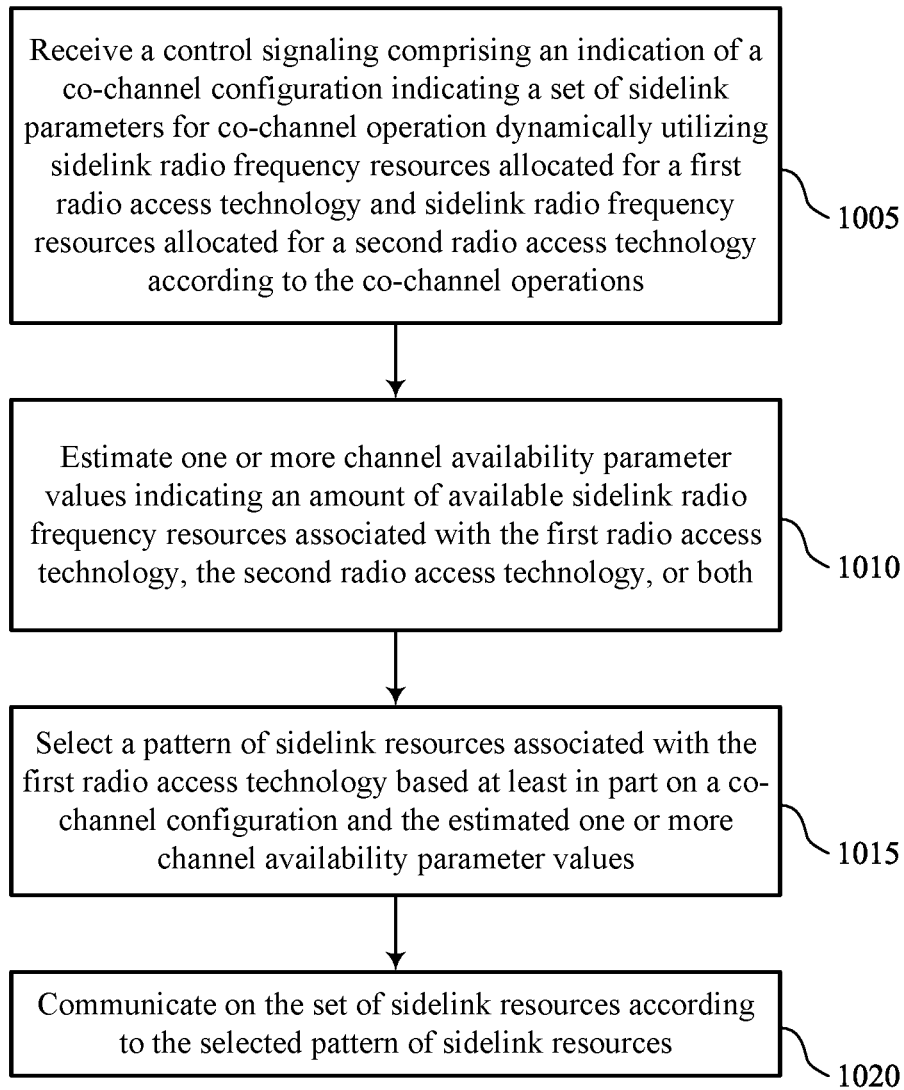 Receive a control signaling comprising an indication of a
co-channel configuration indicating a set of sidelink
parameters for co-channel operation dynamically utilizing
sidelink radio frequency resources allocated for a first
radio access technology and sidelink radio frequency
resources allocated for a second radio access technology
according to the co-channel operations
1005
Estimate one or more channel availability parameter
values indicating an amount of available sidelink radio
frequency resources associated with the first radio access
technology, the second radio access technology, or both
1010
Select a pattern of sidelink resources associated with the
first radio access technology based at least in part on a co-
channel configuration and the estimated one or more
channel availability parameter values
1015
Communicate on the set of sidelink resources according
to the selected pattern of sidelink resources
1020